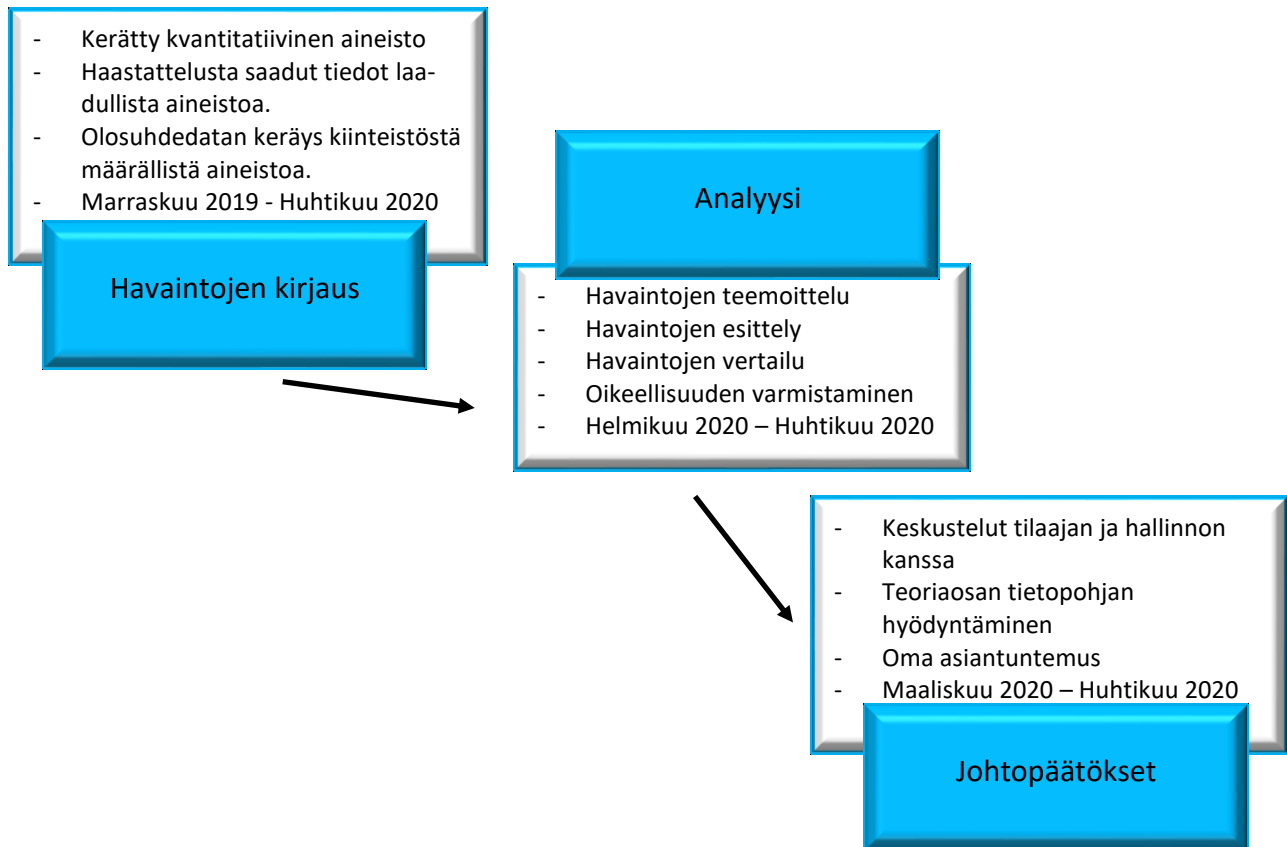 - Kerätty kvantitatiivinen aineisto
- Haastattelusta saadut tiedot laa-
dullista aineistoa.
- Olosuhdedatan keräys kiinteistöstä
määrällistä aineistoa.
- Marraskuu 2019 - Huhtikuu 2020
Havaintojen kirjaus
Analyysi
- Havaintojen teemoittelu
- Havaintojen esittely
- Havaintojen vertailu
- Oikeellisuuden varmistaminen
- Helmikuu 2020 – Huhtikuu 2020
- Keskustelut tilaajan ja hallinnon
kanssa
- Teoriaosan tietopohjan
hyödyntäminen
- Oma asiantuntemus
- Maaliskuu 2020 – Huhtikuu 2020
Johtopäätökset